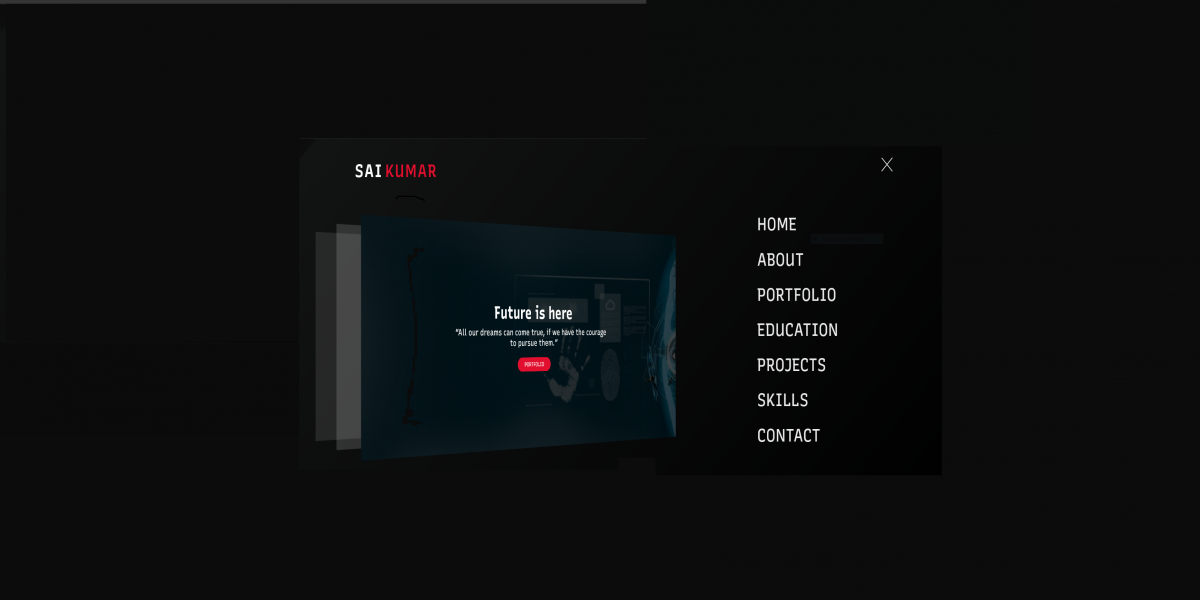 SAI KUMAR
X
HOME
ABOUT
PORTFOLIO
EDUCATION
PROJECTS
SKILLS
CONTACT
Future is here
"All our dreams can come true, if we have the courage
to pursue them."
PORTFOLIO